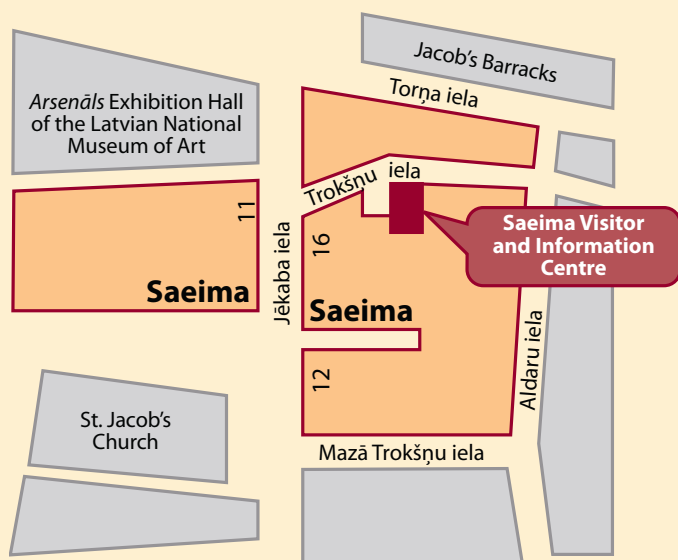 Jacob's Barracks
Arsenāls Exhibition Hall
of the Latvian National
Museum of Art
Torņa iela
Trokšņu iela
11
Saeima
Jēkaba iela
16
Saeima
12
Saeima Visitor
and Information
Centre
Aldaru iela
St. Jacob's
Church
Mazā Trokšņu iela